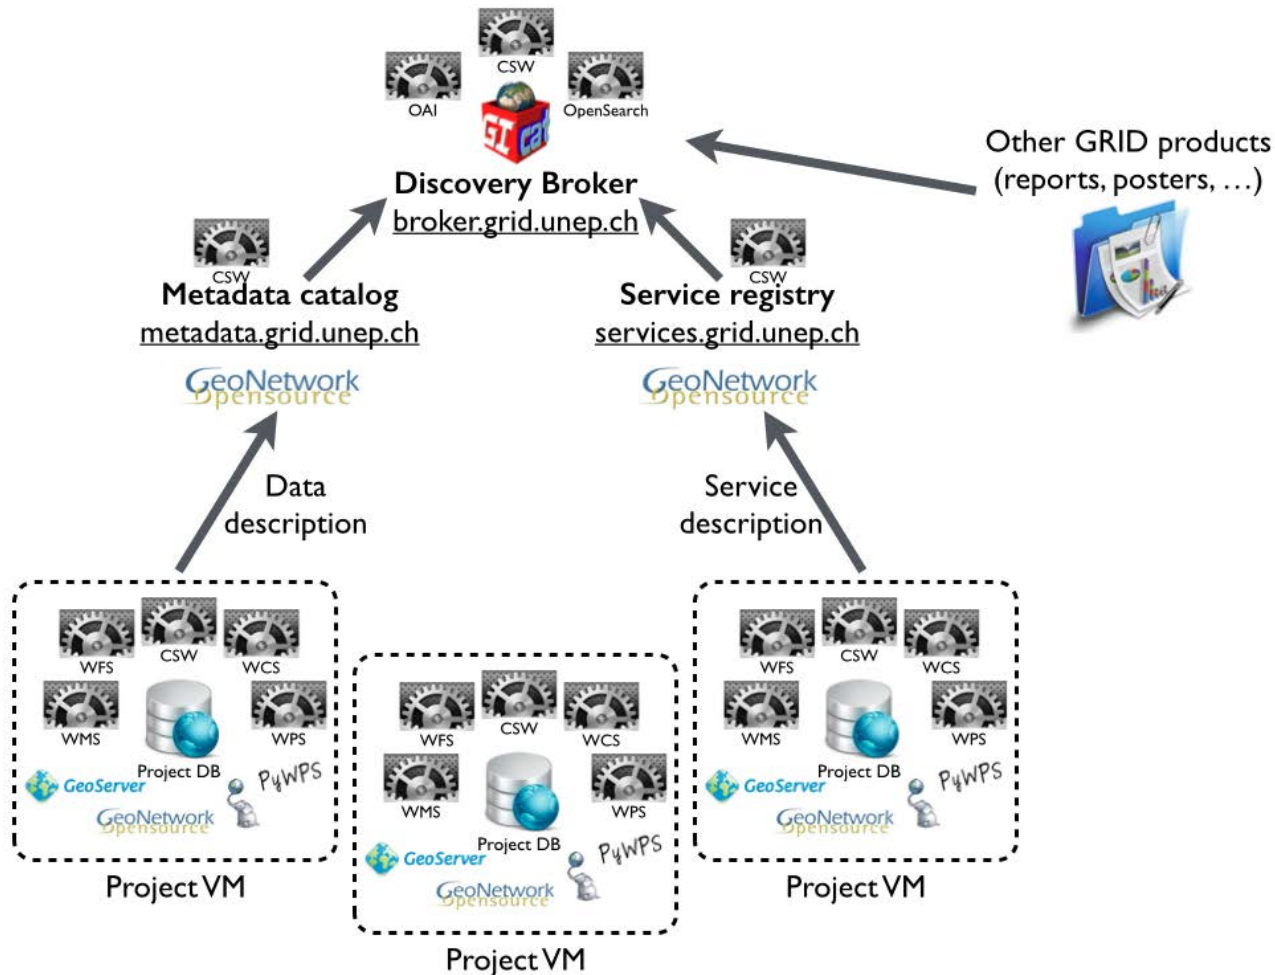 CSW
OAI
OpenSearch
GI cat
Discovery Broker
broker.grid.unep.ch
Other GRID products
(reports, posters, …)
CSW
Metadata catalog
metadata.grid.unep.ch
GeoNetwork
Opensource
CSW
Service registry
services.grid.unep.ch
GeoNetwork
Opensource
Data
description
Service
description
WFS
CSW
WCS
WMS
WPS
Project DB
GeoServer
PyWPS
GeoNetwork
Opensource
Project VM
WFS
CSW
WCS
WMS
WPS
Project DB
GeoServer
PyWPS
GeoNetwork
Opensource
Project VM
WFS
CSW
WCS
WMS
WPS
Project DB
GeoServer
PyWPS
GeoNetwork
Opensource
Project VM